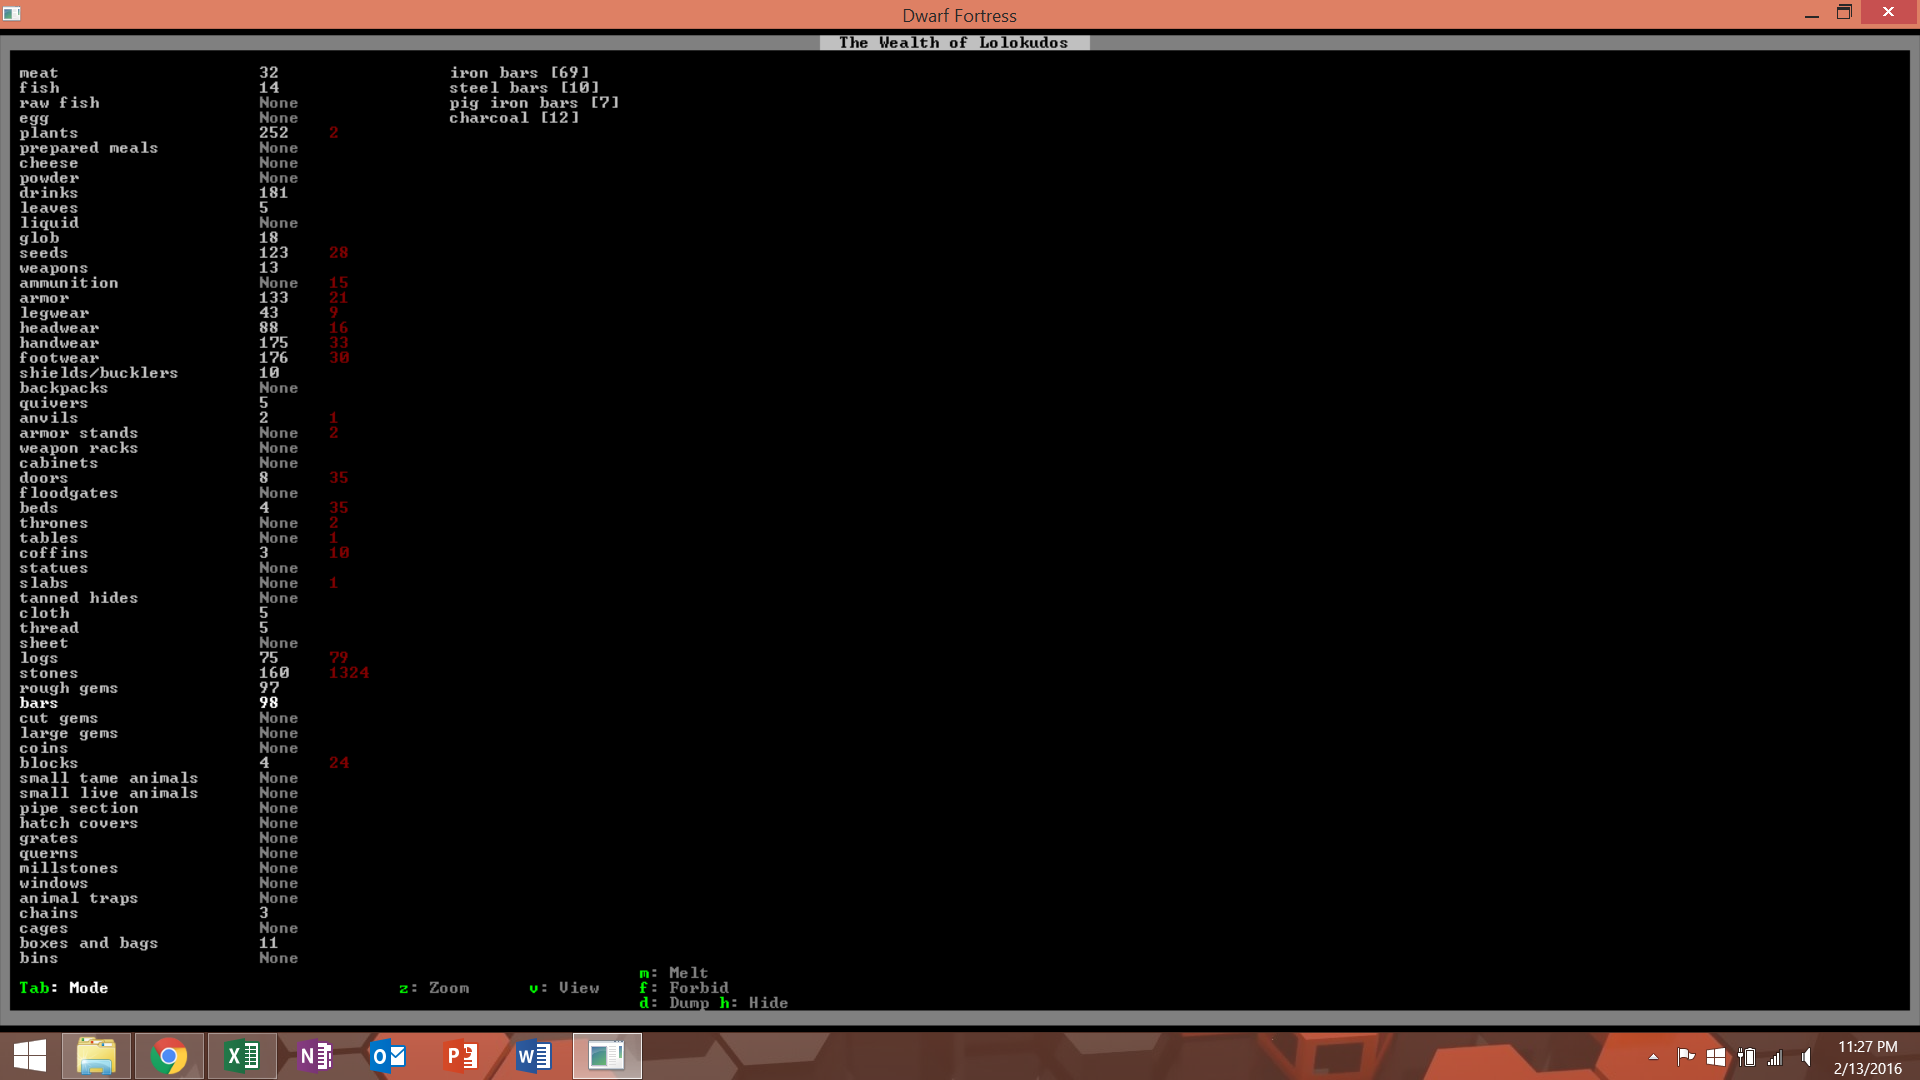 Dwarf Fortress
The Wealth of Lolokudos
meat 32 iron bars [69]
fish 14 steel bars [10]
raw fish None pig iron bars [7]
egg None charcoal [12]
plants 252 2
prepared meals None
cheese None
powder None
drinks 181
leaves 5
liquid None
glob 18
seeds 123 28
weapons 13
ammunition None 15
armor 133 21
legwear 43 9
headwear 88 16
handwear 175 33
footwear 176 30
shields/bucklers 10
backpacks None
quivers 5
anvils 2 1
armor stands None 2
weapon racks None
cabinets None
doors 8 35
floodgates None
beds 4 35
thrones None 2
tables None 1
coffins 3 10
statues None
slabs None 1
tanned hides None
cloth 5
thread 5
sheet None
logs 75 79
stones 160 1324
rough gems 97
bars 98
cut gems None
large gems None
coins None
blocks 4 24
small tame animals None
small live animals None
pipe section None
hatch covers None
grates None
querns None
millstones None
windows None
animal traps None
chains 3
cages None
boxes and bags 11
bins None
m: Melt
Tab: Mode z: Zoom v: View f: Forbid
d: Dump h: Hide
11:27 PM
2/13/2016